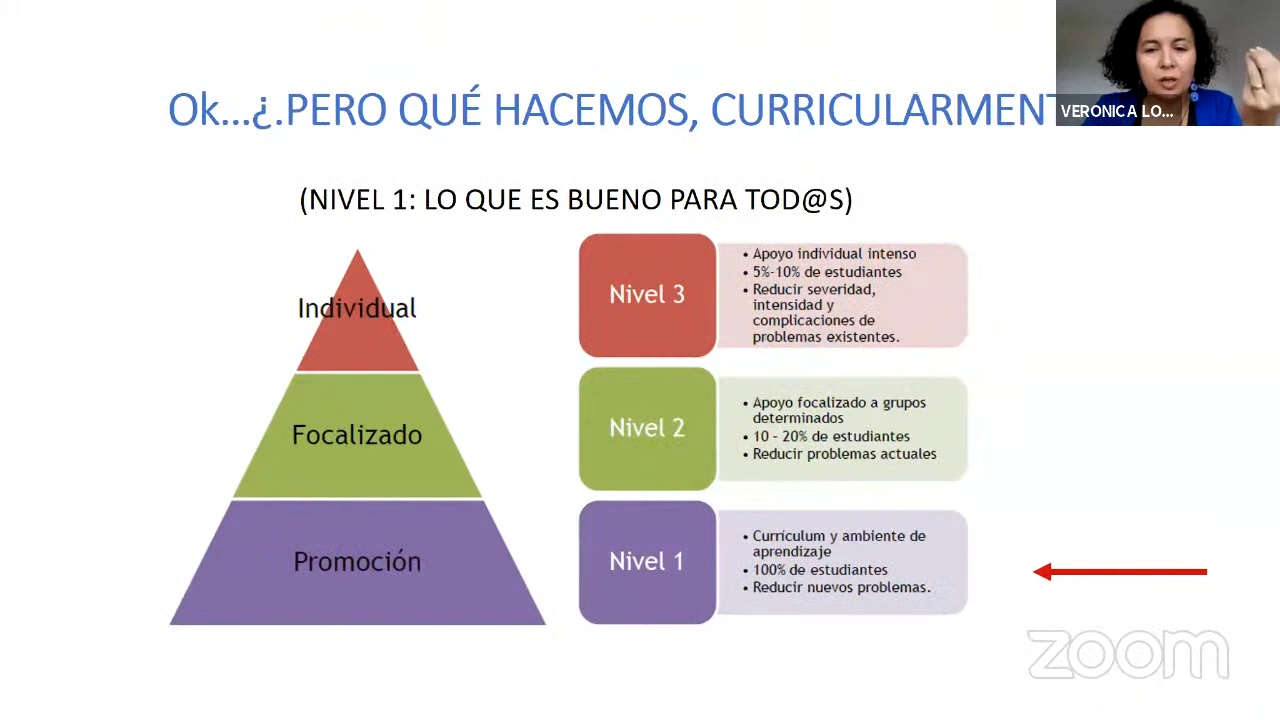 Ok...¿.PERO QUÉ HACEMOS, CURRICULARMENT
VERONICA LO...
(NIVEL 1: LO QUE ES BUENO PARA TOD@S)
Individual
Focalizado
Promoción
Nivel 3
• Apoyo individual intenso
• 5%-10% de estudiantes
• Reducir severidad,
intensidad y
complicaciones de
problemas existentes.
Nivel 2
• Apoyo focalizado a grupos
determinados
• 10 - 20% de estudiantes
• Reducir problemas actuales
Nivel 1
• Currículum y ambiente de
aprendizaje
• 100% de estudiantes
• Reducir nuevos problemas.
zoom